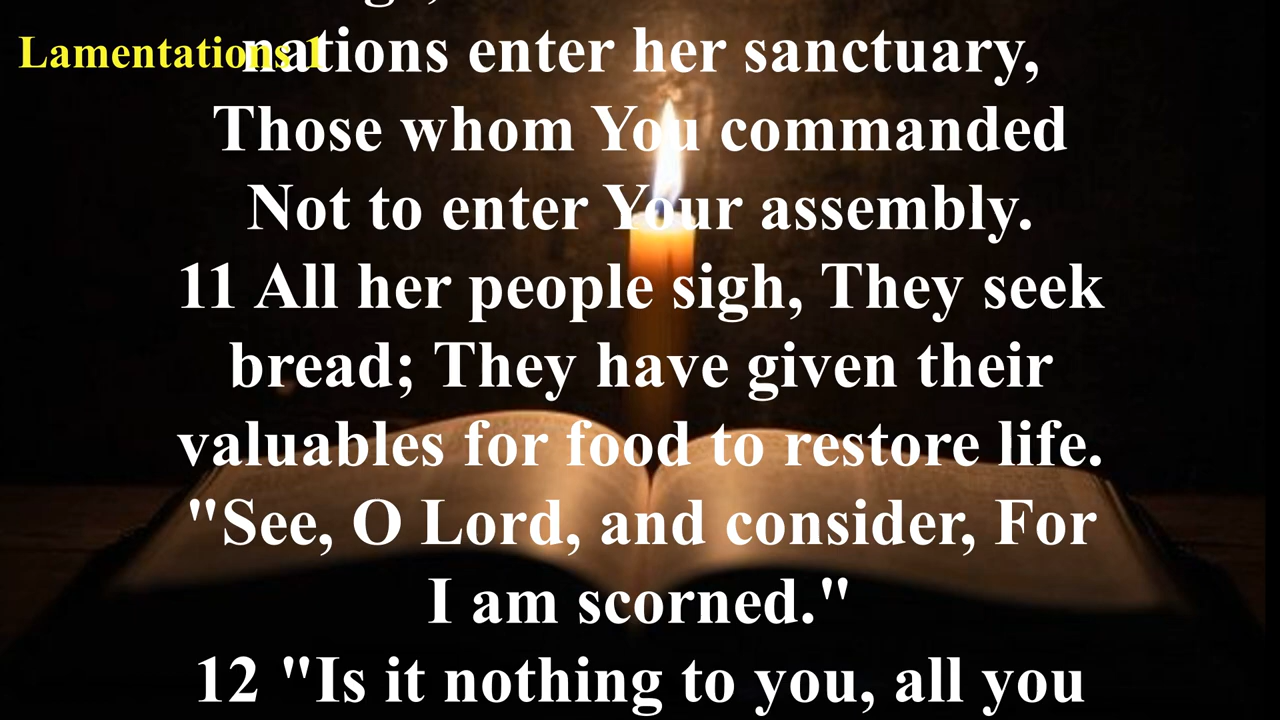 Lamentations 1
nations enter her sanctuary,
Those whom You commanded
Not to enter Your assembly.
11 All her people sigh, They seek
bread; They have given their
valuables for food to restore life.
"See, O Lord, and consider, For
I am scorned."
12 "Is it nothing to you, all you